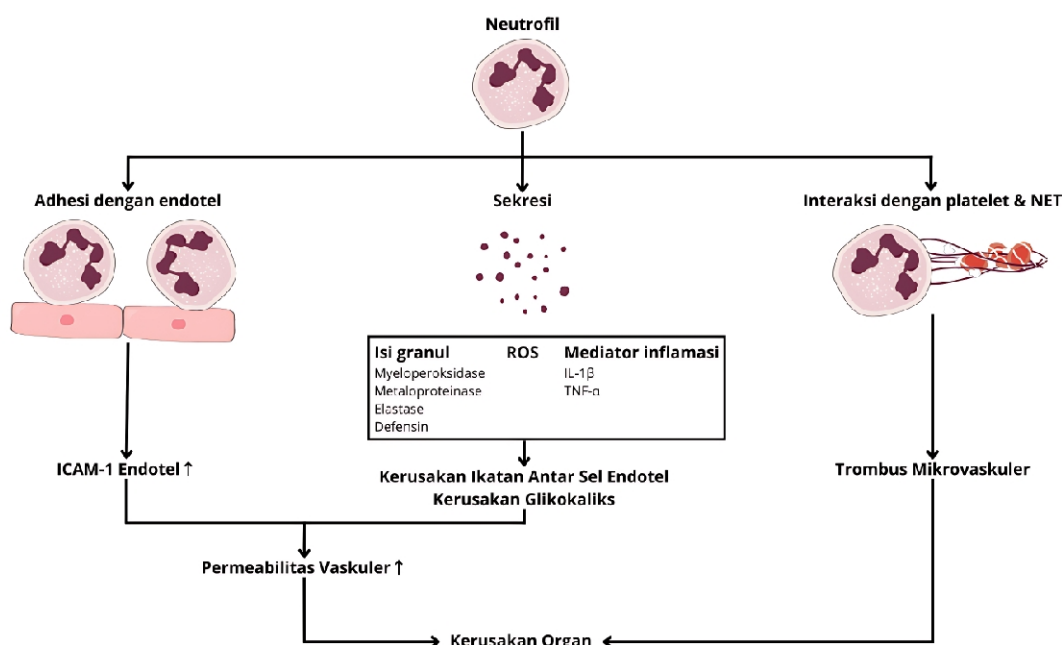 Neutrofil
Adhesi dengan endotel
Sekresi
Interaksi dengan platelet & NET
Isi granul ROS Mediator inflamasi
Myeloperoksidase IL-1β
Metaloproteinase TNF-α
Elastase
Defensin
ICAM-1 Endotel ↑
Kerusakan Ikatan Antar Sel Endotel
Kerusakan Glikokaliks
Trombus Mikrovaskuler
Permeabilitas Vaskuler ↑
Kerusakan Organ